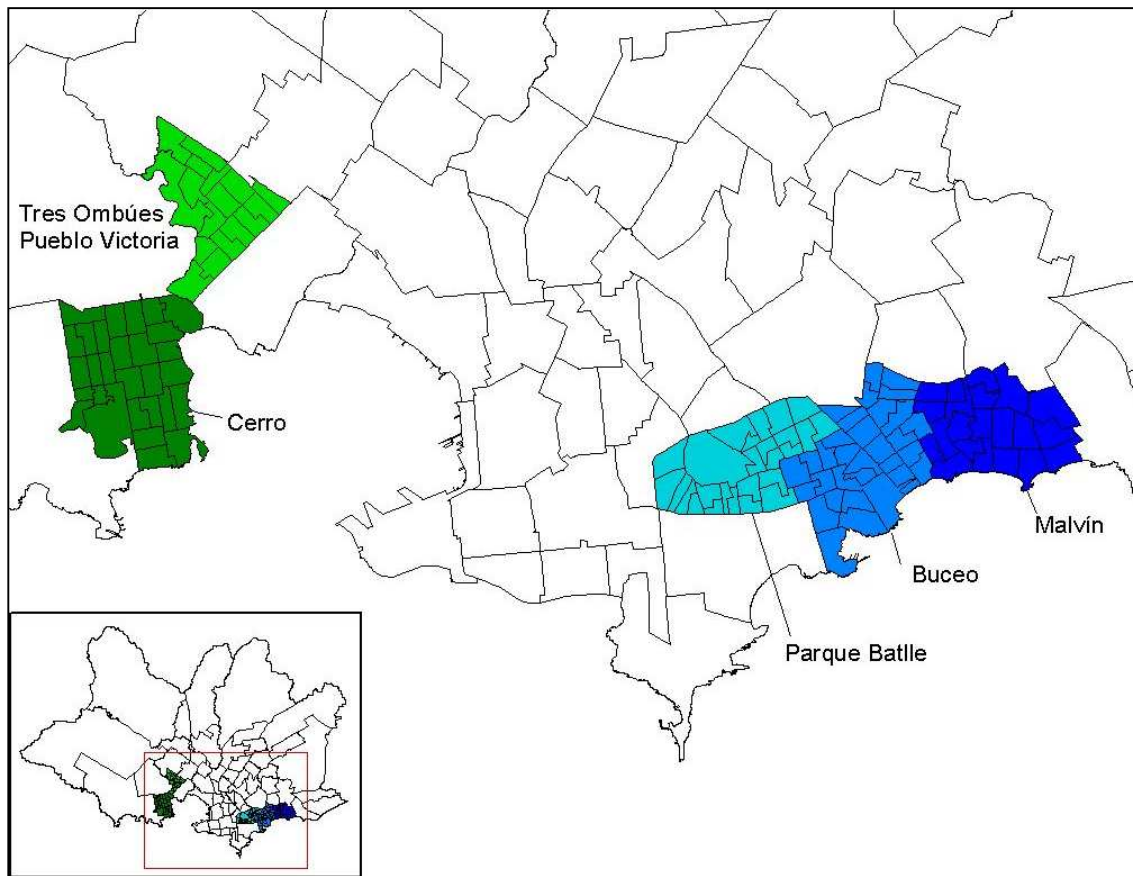 Tres Ombúes
Pueblo Victoria
Cerro
Malvín
Buceo
Parque Batlle